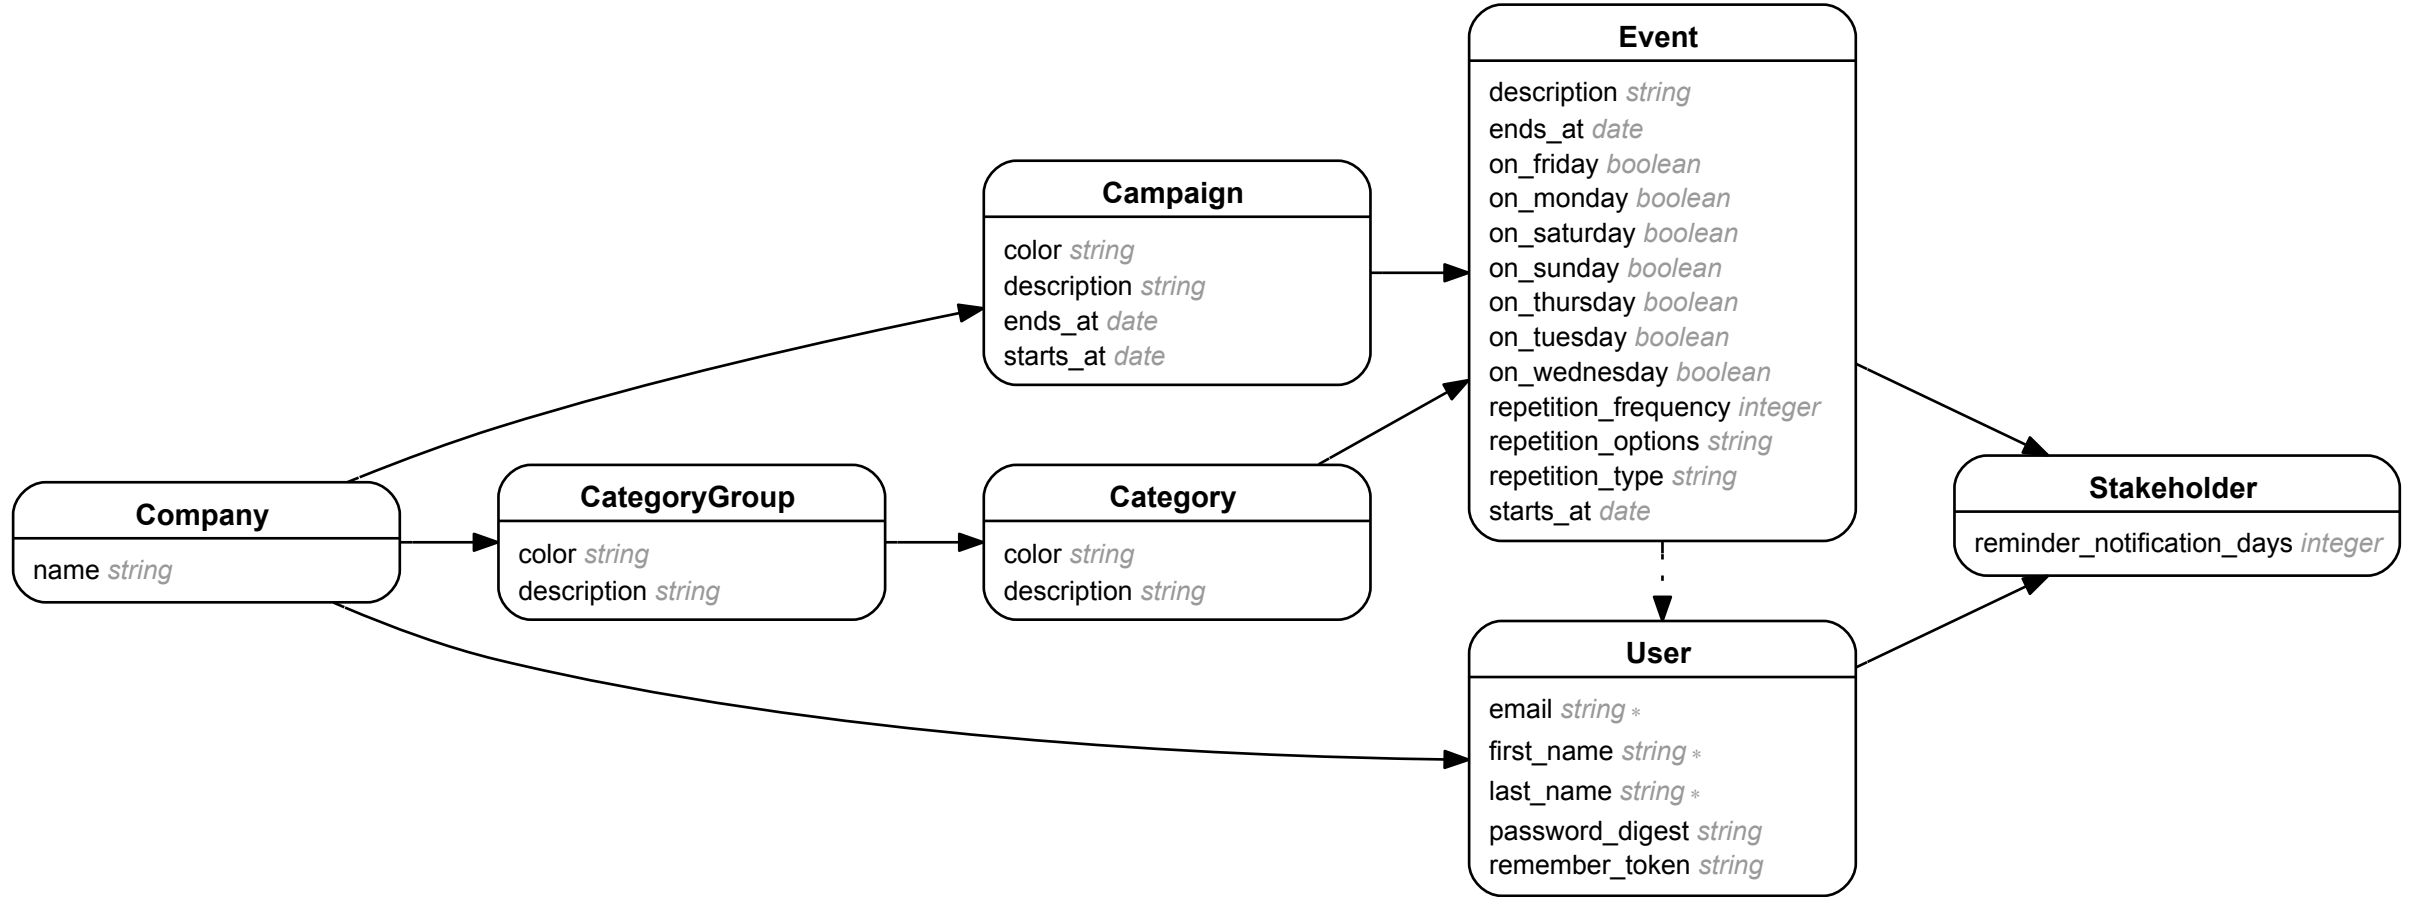 Event
description string
ends_at date
on_friday boolean
on_monday boolean
on_saturday boolean
on_sunday boolean
on_thursday boolean
on_tuesday boolean
on_wednesday boolean
repetition_frequency integer
repetition_options string
repetition_type string
starts_at date
Campaign
color string
description string
ends_at date
starts_at date
Company
name string
CategoryGroup
color string
description string
Category
color string
description string
Stakeholder
reminder_notification_days integer
User
email string *
first_name string *
last_name string *
password_digest string
remember_token string